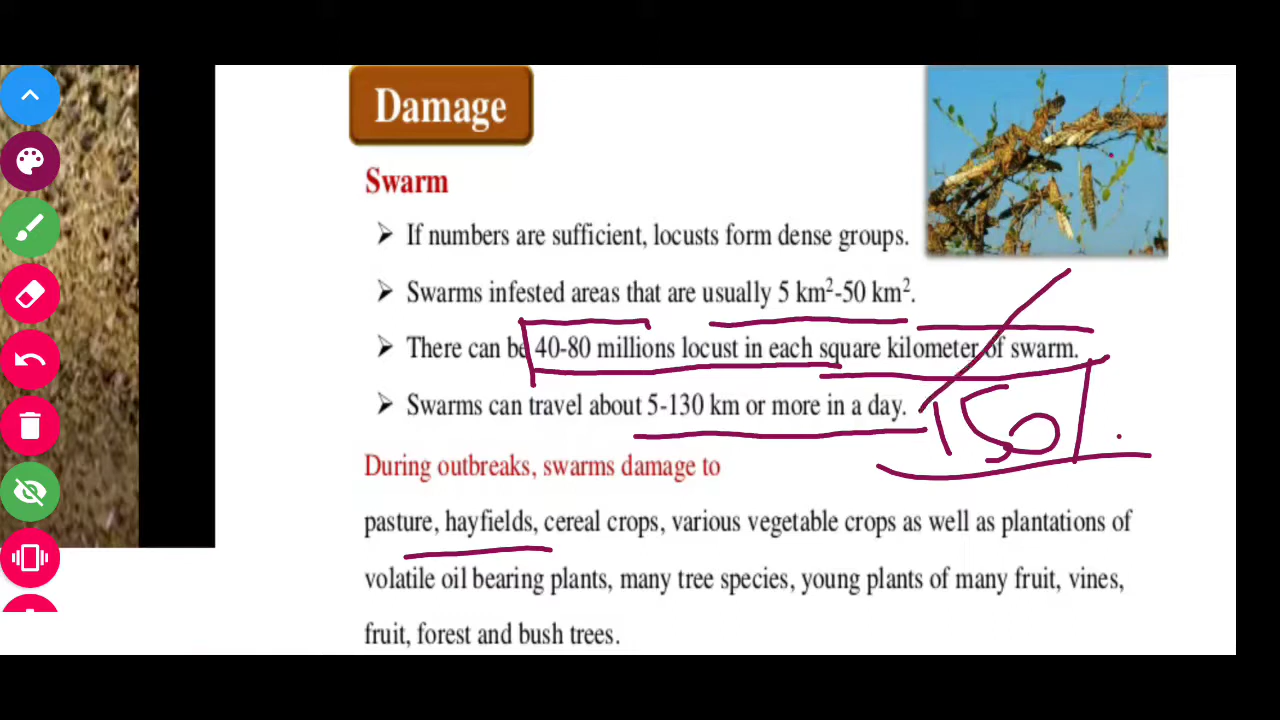 Damage
Swarm
➢ If numbers are sufficient, locusts form dense groups.
➢ Swarms infested areas that are usually 5 km²-50 km².
➢ There can be 40-80 millions locust in each square kilometer of swarm.
➢ Swarms can travel about 5-130 km or more in a day.
150
During outbreaks, swarms damage to
pasture, hayfields, cereal crops, various vegetable crops as well as plantations of
volatile oil bearing plants, many tree species, young plants of many fruit, vines,
fruit, forest and bush trees.